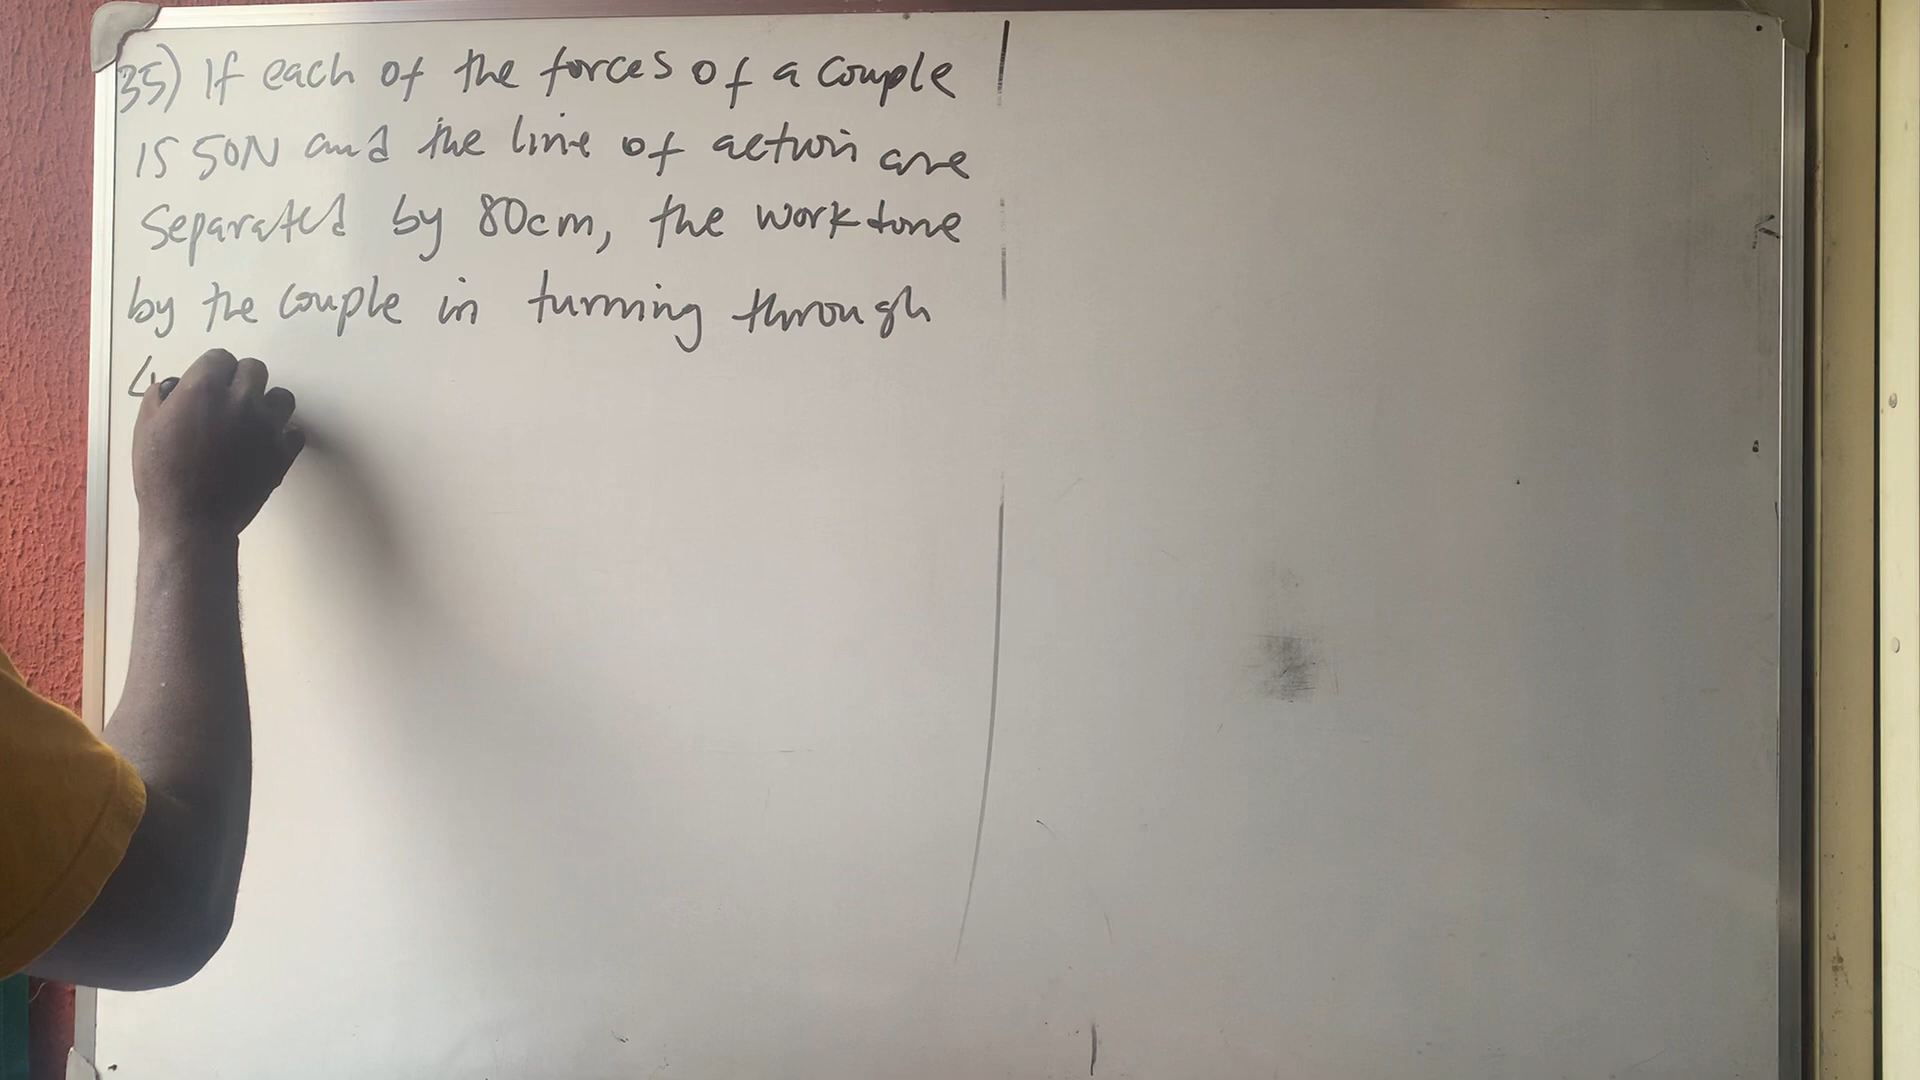 35) If each of the forces of a couple
is 50N and the line of action are
separated by 80cm, the work done
by the couple in turning through
4